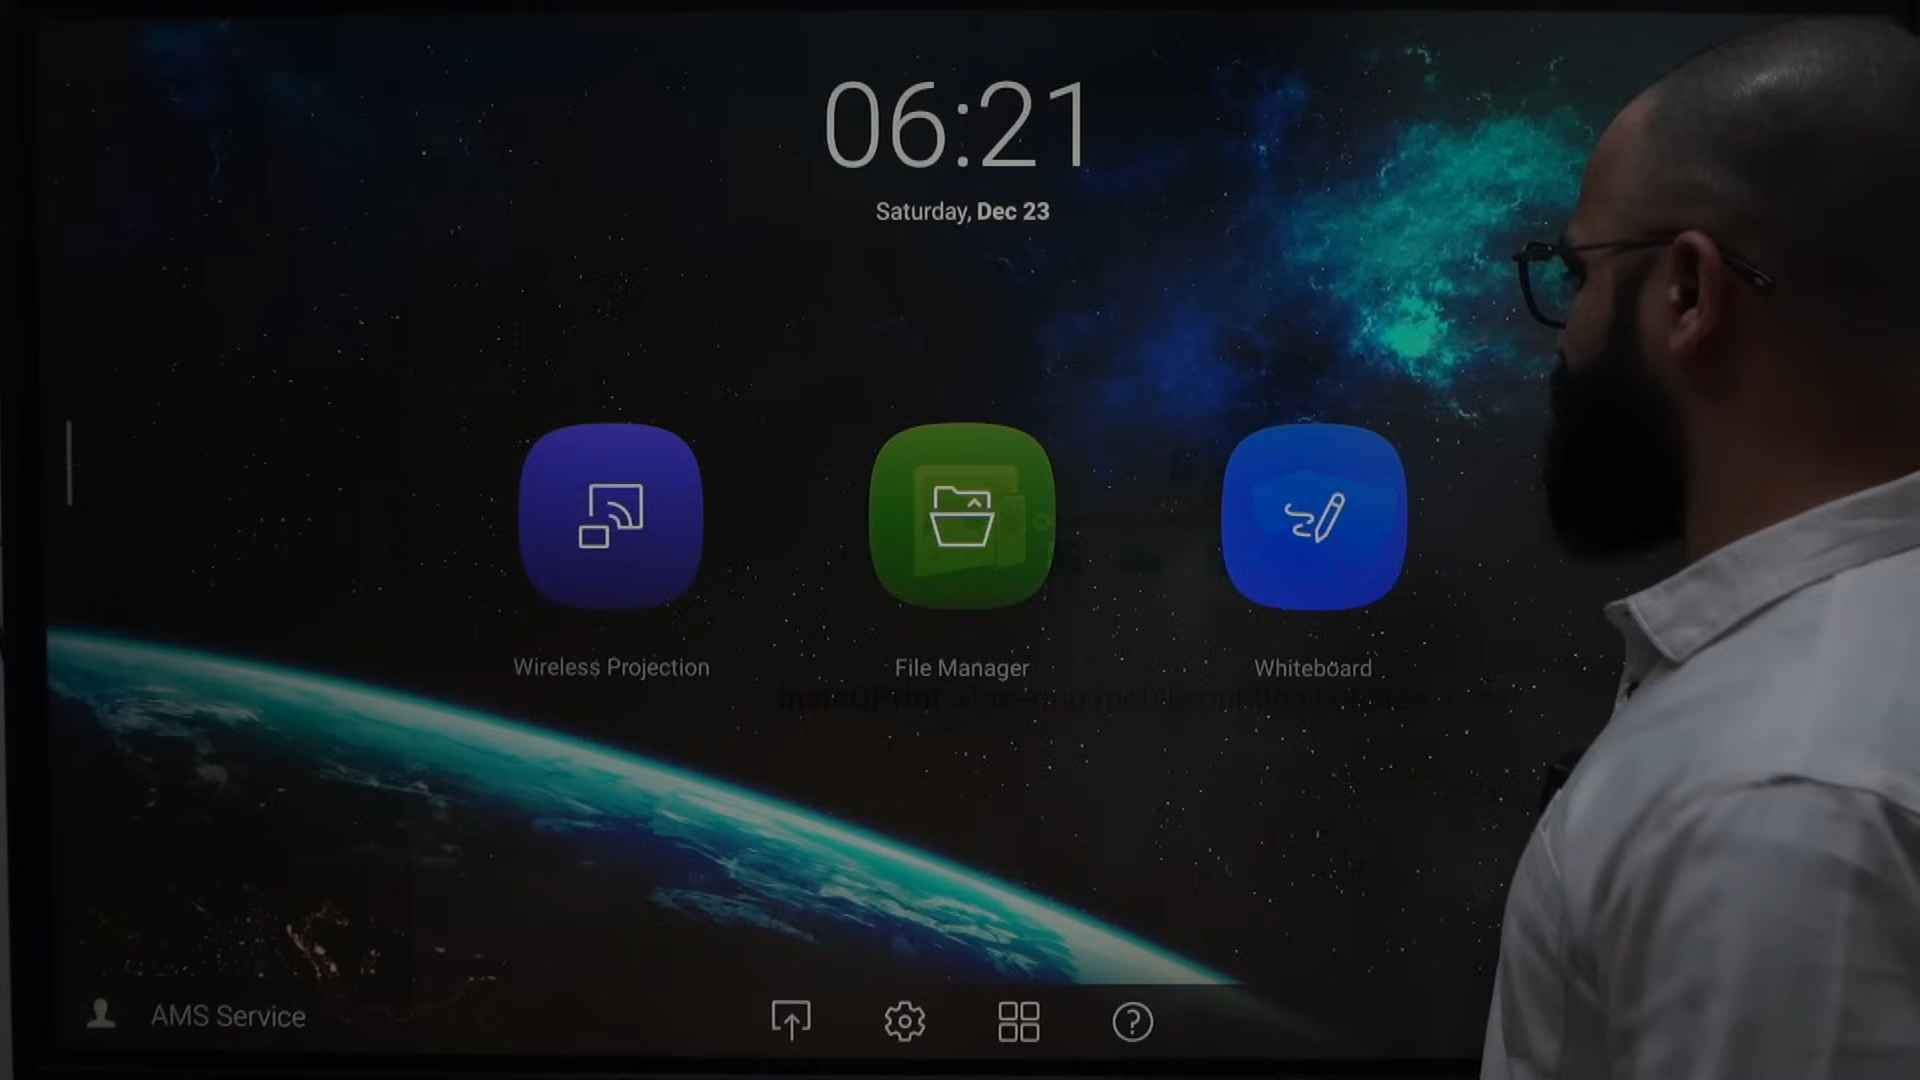 06:21
Saturday, Dec 23
Wireless Projection
File Manager
Whiteboard
AMS Service